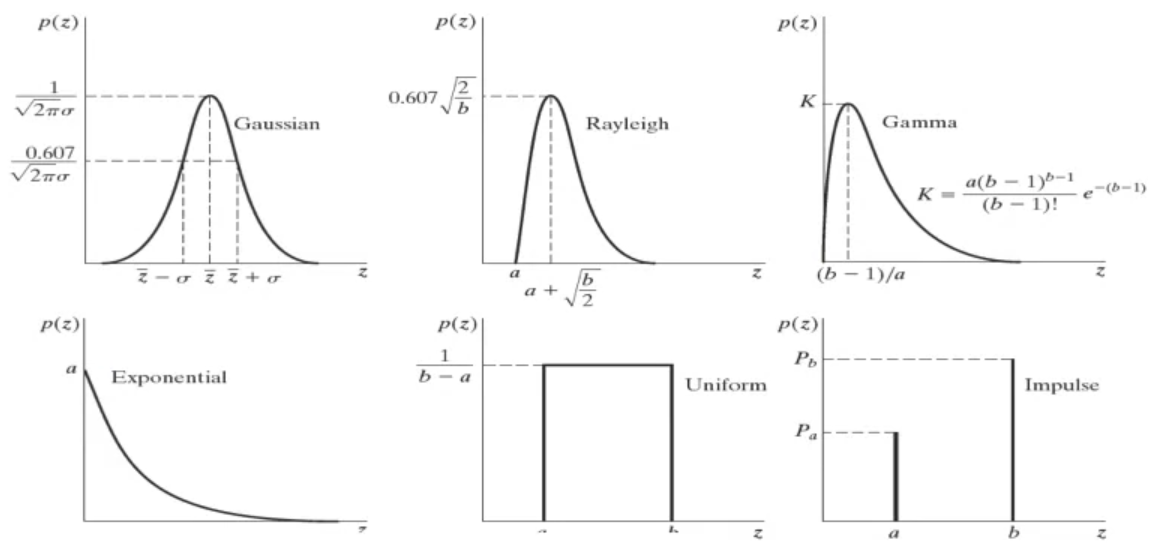 p(z)
1
√2πσ
0.607
√2πσ
Gaussian
z̅ − σ z̅ z̅ + σ z
p(z)
0.607 √2/b
Rayleigh
a z
a + √b/2
p(z)
K
Gamma
K = a(b − 1)^b−1 / (b − 1)! e^−(b−1)
(b − 1)/a z
p(z)
a
Exponential
p(z)
1
b − a
Uniform
z
p(z)
P_b
Impulse
P_a
a b z